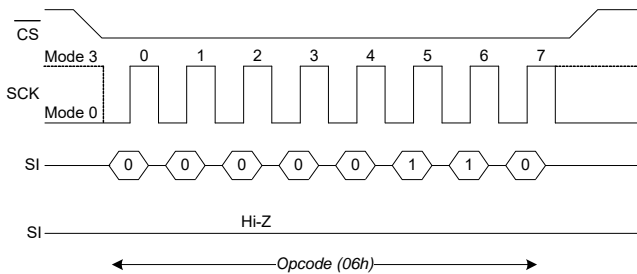 CS
Mode 3 0 1 2 3 4 5 6 7
SCK
Mode 0
SI 0 0 0 0 0 1 1 0
Hi-Z
SI
Opcode (06h)